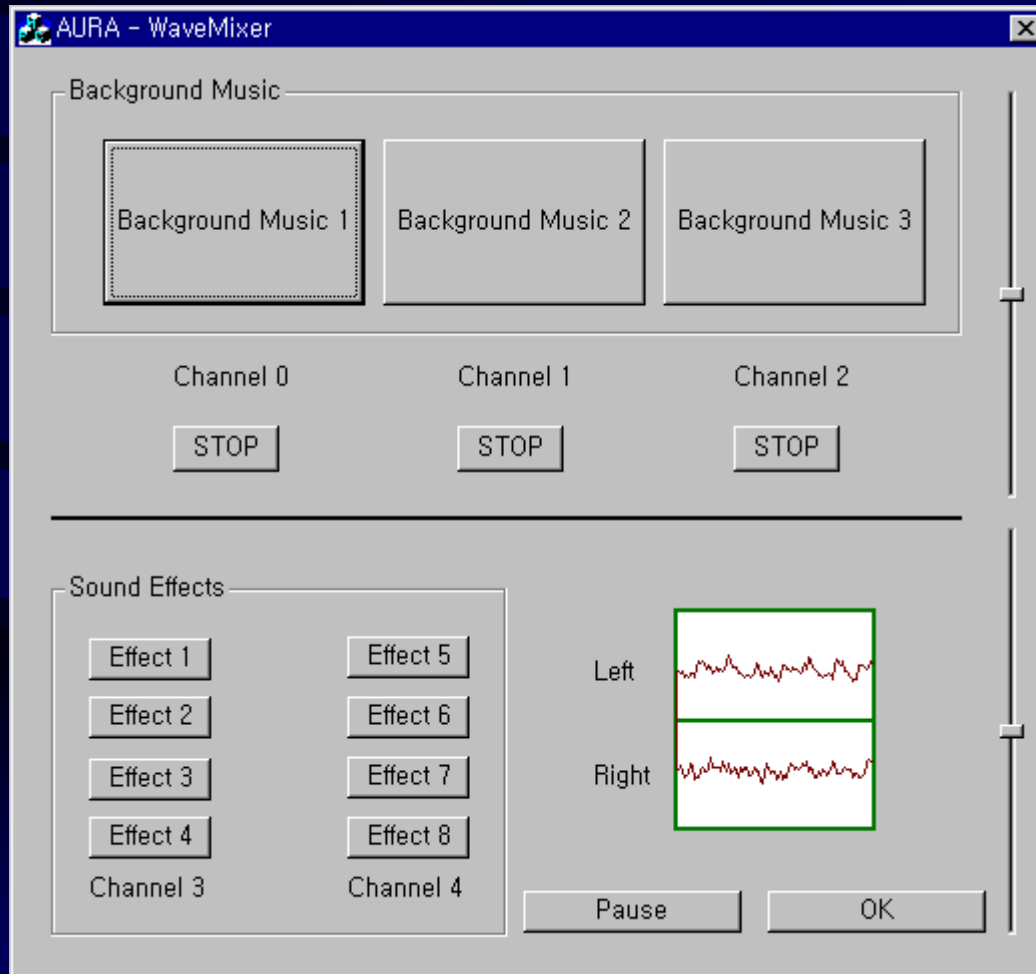 AURA - WaveMixer
Background Music
Background Music 1
Background Music 2
Background Music 3
Channel 0
Channel 1
Channel 2
STOP
STOP
STOP
Sound Effects
Effect 1
Effect 5
Effect 2
Effect 6
Effect 3
Effect 7
Effect 4
Effect 8
Channel 3
Channel 4
Left
Right
Pause
OK